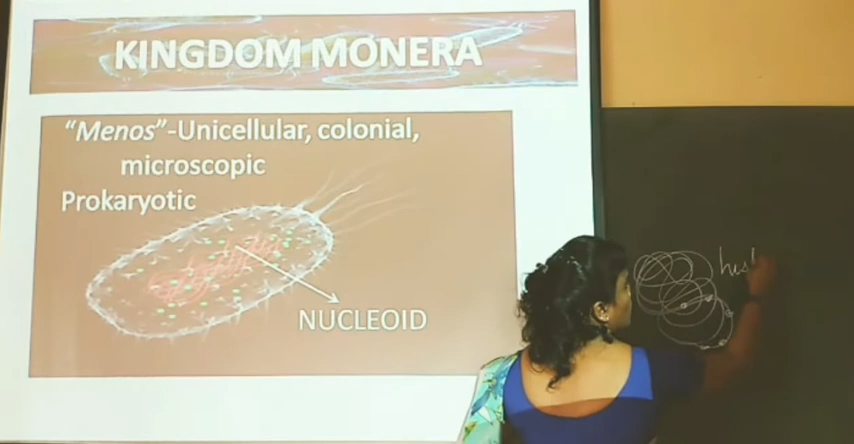 KINGDOM MONERA
"Menos"-Unicellular, colonial,
microscopic
Prokaryotic
NUCLEOID